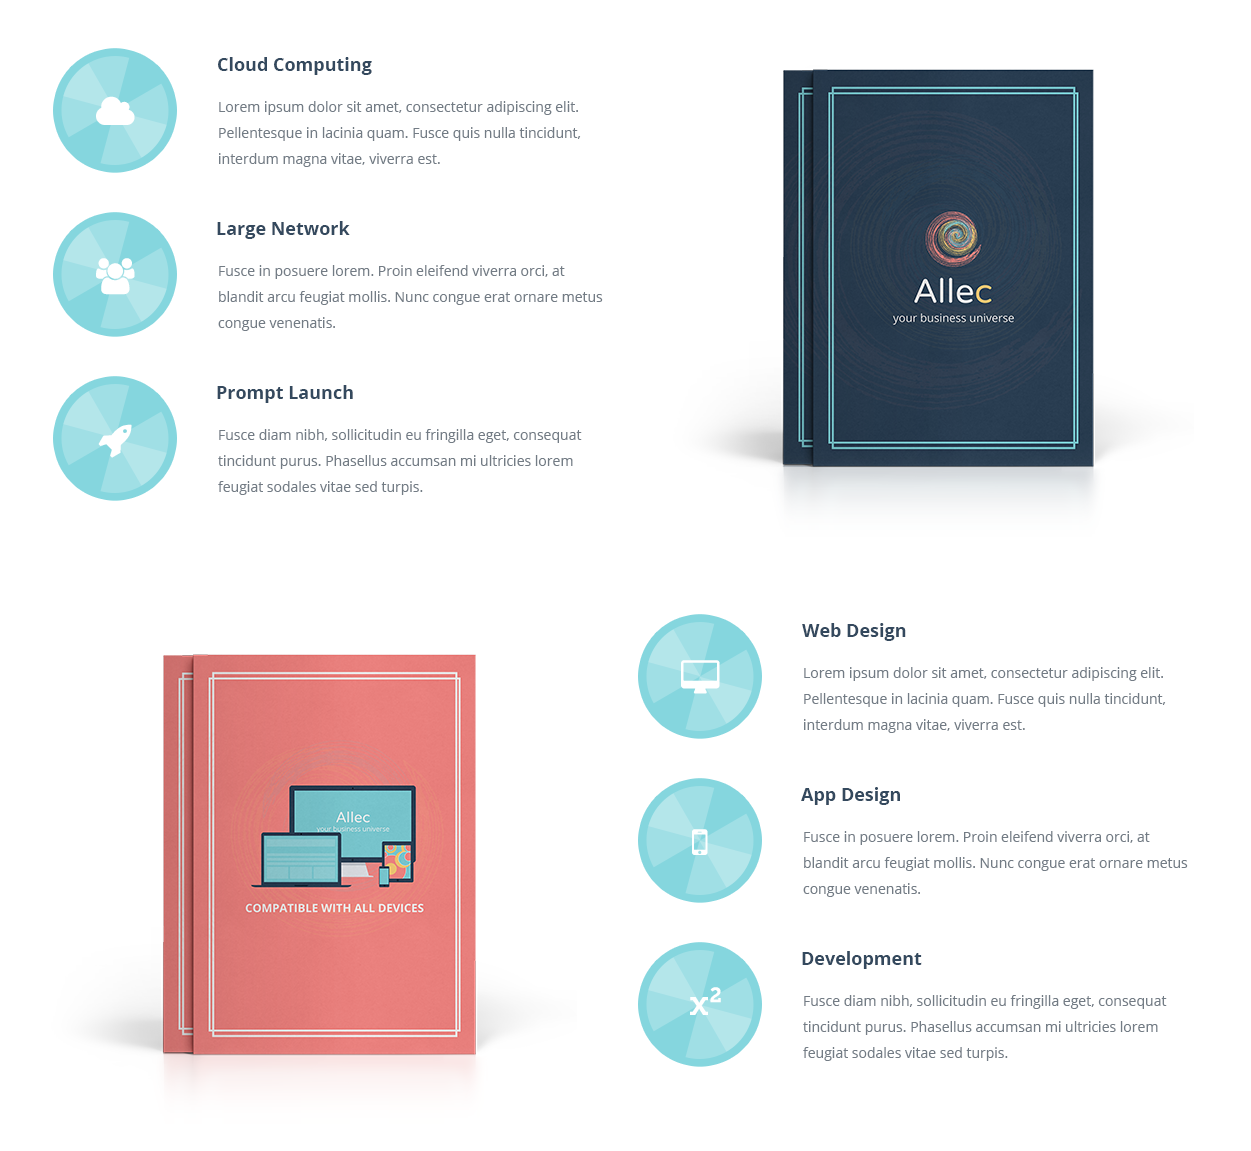 Cloud Computing
Lorem ipsum dolor sit amet, consectetur adipiscing elit.
Pellentesque in lacinia quam. Fusce quis nulla tincidunt,
interdum magna vitae, viverra est.
Large Network
Fusce in posuere lorem. Proin eleifend viverra orci, at
blandit arcu feugiat mollis. Nunc congue erat ornare metus
congue venenatis.
Prompt Launch
Fusce diam nibh, sollicitudin eu fringilla eget, consequat
tincidunt purus. Phasellus accumsan mi ultricies lorem
feugiat sodales vitae sed turpis.
Allec
your business universe
Allec
your business universe
COMPATIBLE WITH ALL DEVICES
Web Design
Lorem ipsum dolor sit amet, consectetur adipiscing elit.
Pellentesque in lacinia quam. Fusce quis nulla tincidunt,
interdum magna vitae, viverra est.
App Design
Fusce in posuere lorem. Proin eleifend viverra orci, at
blandit arcu feugiat mollis. Nunc congue erat ornare metus
congue venenatis.
x²
Development
Fusce diam nibh, sollicitudin eu fringilla eget, consequat
tincidunt purus. Phasellus accumsan mi ultricies lorem
feugiat sodales vitae sed turpis.